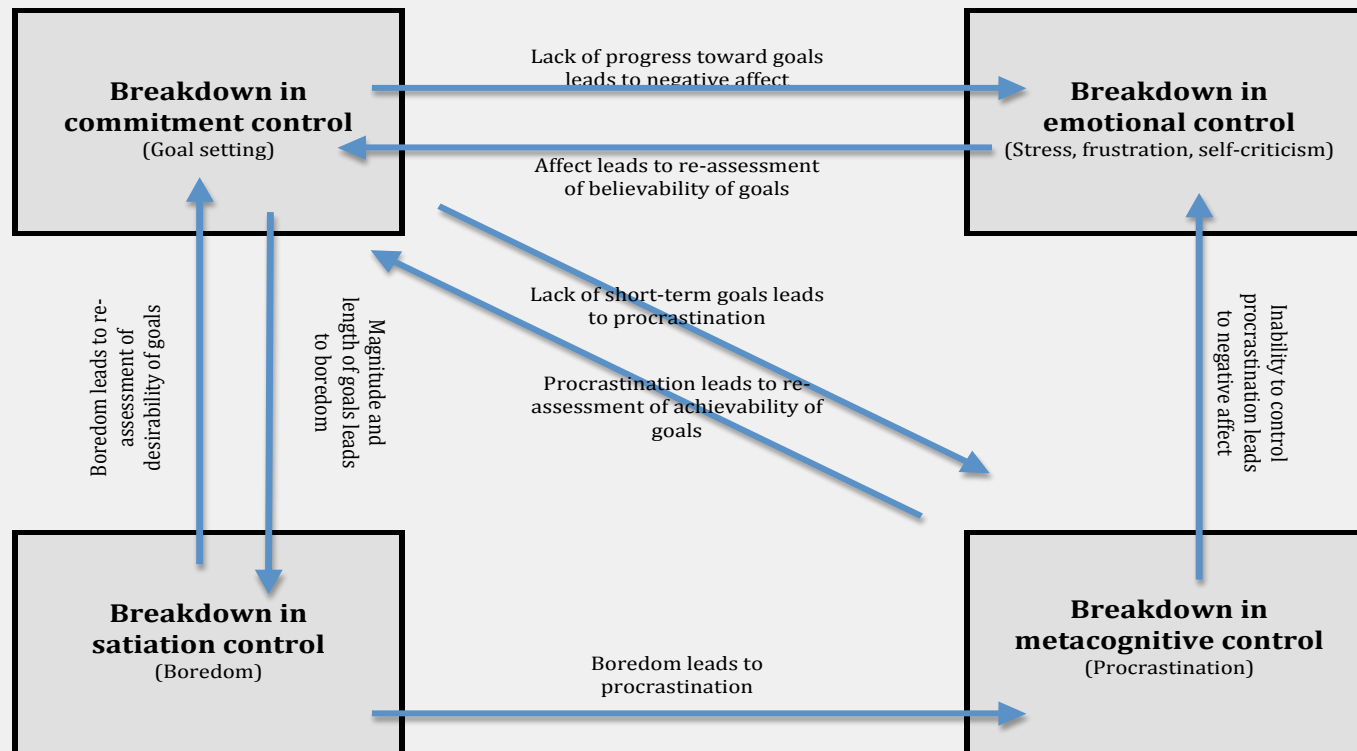 Breakdown in
commitment control
(Goal setting)
Lack of progress toward goals
leads to negative affect
Breakdown in
emotional control
(Stress, frustration, self-criticism)
Affect leads to re-assessment
of believability of goals
Boredom leads to re-
assessment of
desirability of goals
Magnitude and
length of goals leads
to boredom
Lack of short-term goals leads
to procrastination
Procrastination leads to re-
assessment of achievability of
goals
Inability to control
procrastination leads
to negative affect
Breakdown in
satiation control
(Boredom)
Boredom leads to
procrastination
Breakdown in
metacognitive control
(Procrastination)